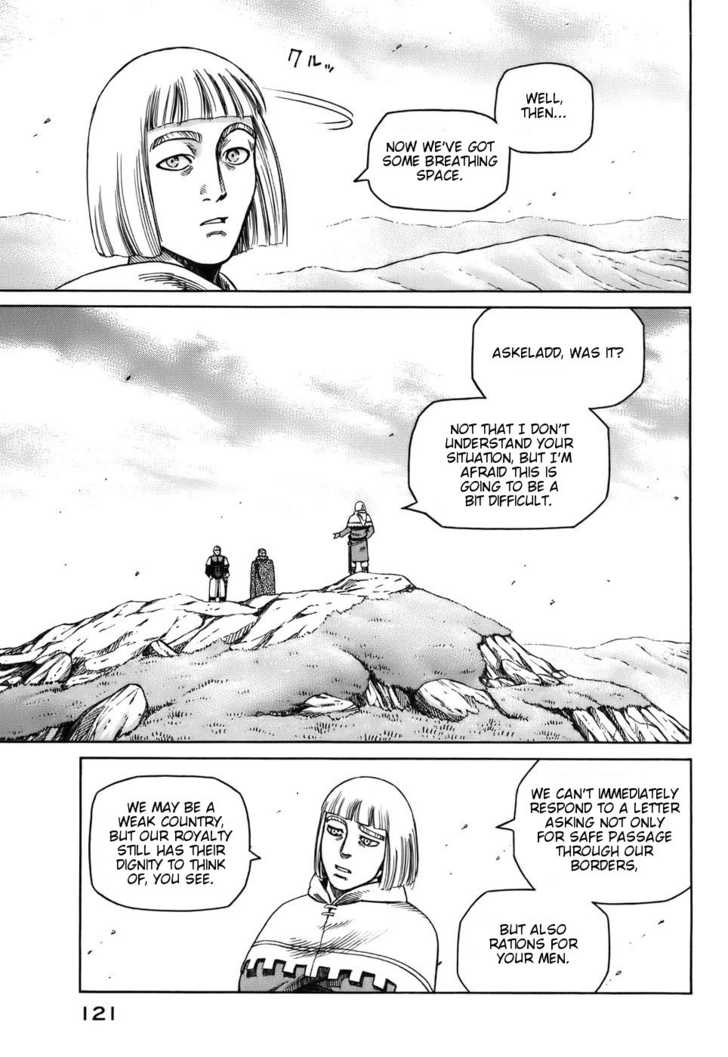 WELL,
THEN...
NOW WE'VE GOT
SOME BREATHING
SPACE.
クルッ
ASKELADD, WAS IT?
NOT THAT I DON'T
UNDERSTAND YOUR
SITUATION, BUT I'M
AFRAID THIS IS
GOING TO BE A
BIT DIFFICULT.
WE CAN'T IMMEDIATELY
RESPOND TO A LETTER
ASKING NOT ONLY
FOR SAFE PASSAGE
THROUGH OUR
BORDERS,
BUT ALSO
RATIONS FOR
YOUR MEN.
WE MAY BE A
WEAK COUNTRY,
BUT OUR ROYALTY
STILL HAS THEIR
DIGNITY TO THINK
OF, YOU SEE.
121